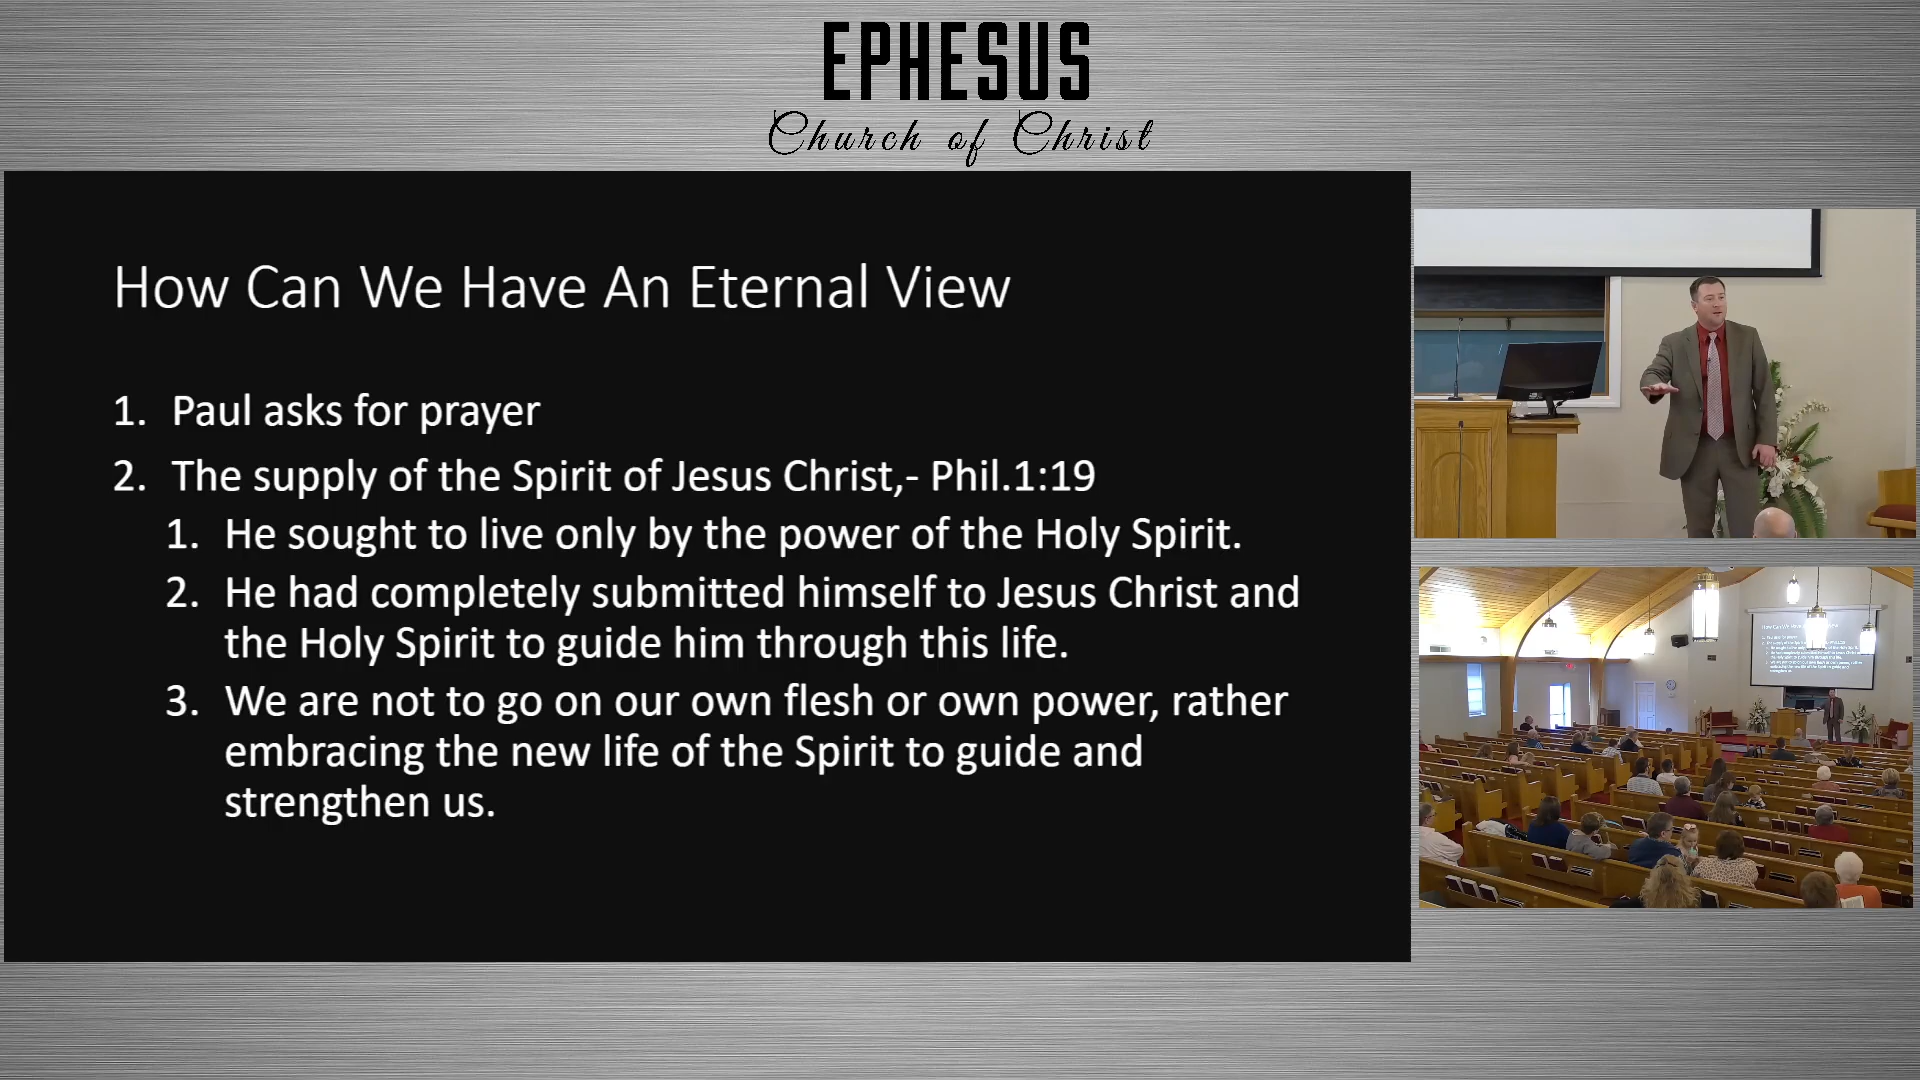 EPHESUS
Church of Christ
How Can We Have An Eternal View
1. Paul asks for prayer
2. The supply of the Spirit of Jesus Christ,- Phil.1:19
1. He sought to live only by the power of the Holy Spirit.
2. He had completely submitted himself to Jesus Christ and
the Holy Spirit to guide him through this life.
3. We are not to go on our own flesh or own power, rather
embracing the new life of the Spirit to guide and
strengthen us.